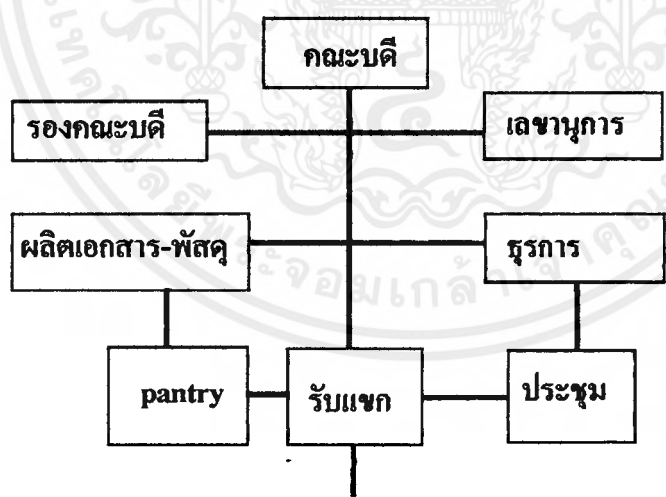 คณะบดี
รองคณะบดี
เลขานุการ
ผลิตเอกสาร-พัสดุ
ธุรการ
pantry
รับแขก
ประชุม